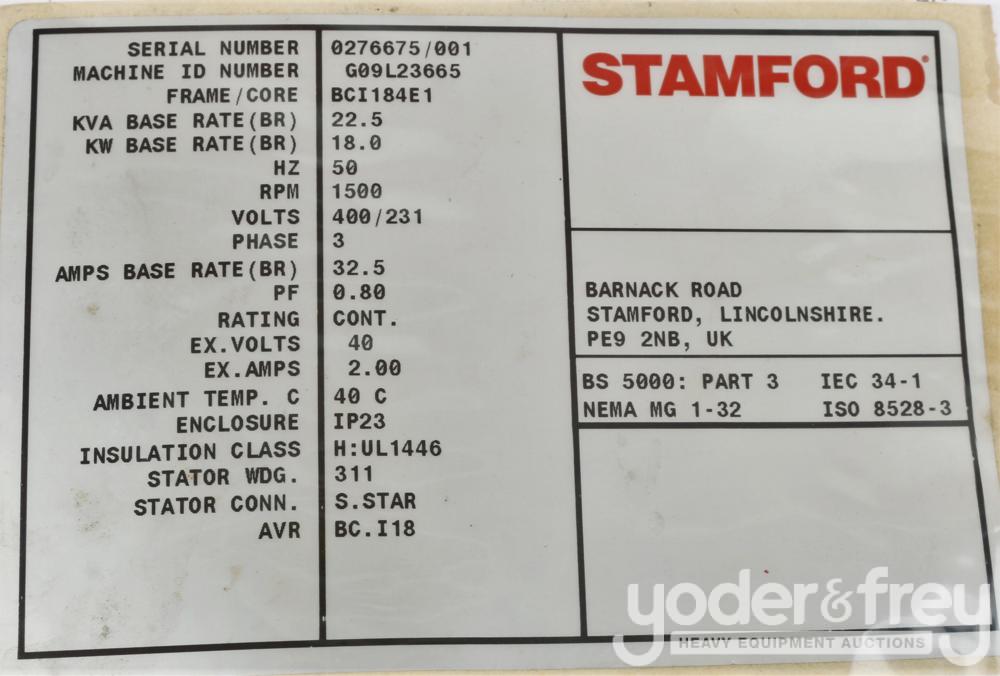 SERIAL NUMBER 0276675/001
MACHINE ID NUMBER G09L23665
FRAME/CORE BCI184E1
KVA BASE RATE(BR) 22.5
KW BASE RATE(BR) 18.0
HZ 50
RPM 1500
VOLTS 400/231
PHASE 3
AMPS BASE RATE(BR) 32.5
PF 0.80
RATING CONT.
EX.VOLTS 40
EX.AMPS 2.00
AMBIENT TEMP. C 40 C
ENCLOSURE IP23
INSULATION CLASS H:UL1446
STATOR WDG. 311
STATOR CONN. S.STAR
AVR BC.I18
STAMFORD®
BARNACK ROAD
STAMFORD, LINCOLNSHIRE.
PE9 2NB, UK
BS 5000: PART 3 IEC 34-1
NEMA MG 1-32 ISO 8528-3
yoder&frey
HEAVY EQUIPMENT AUCTIONS